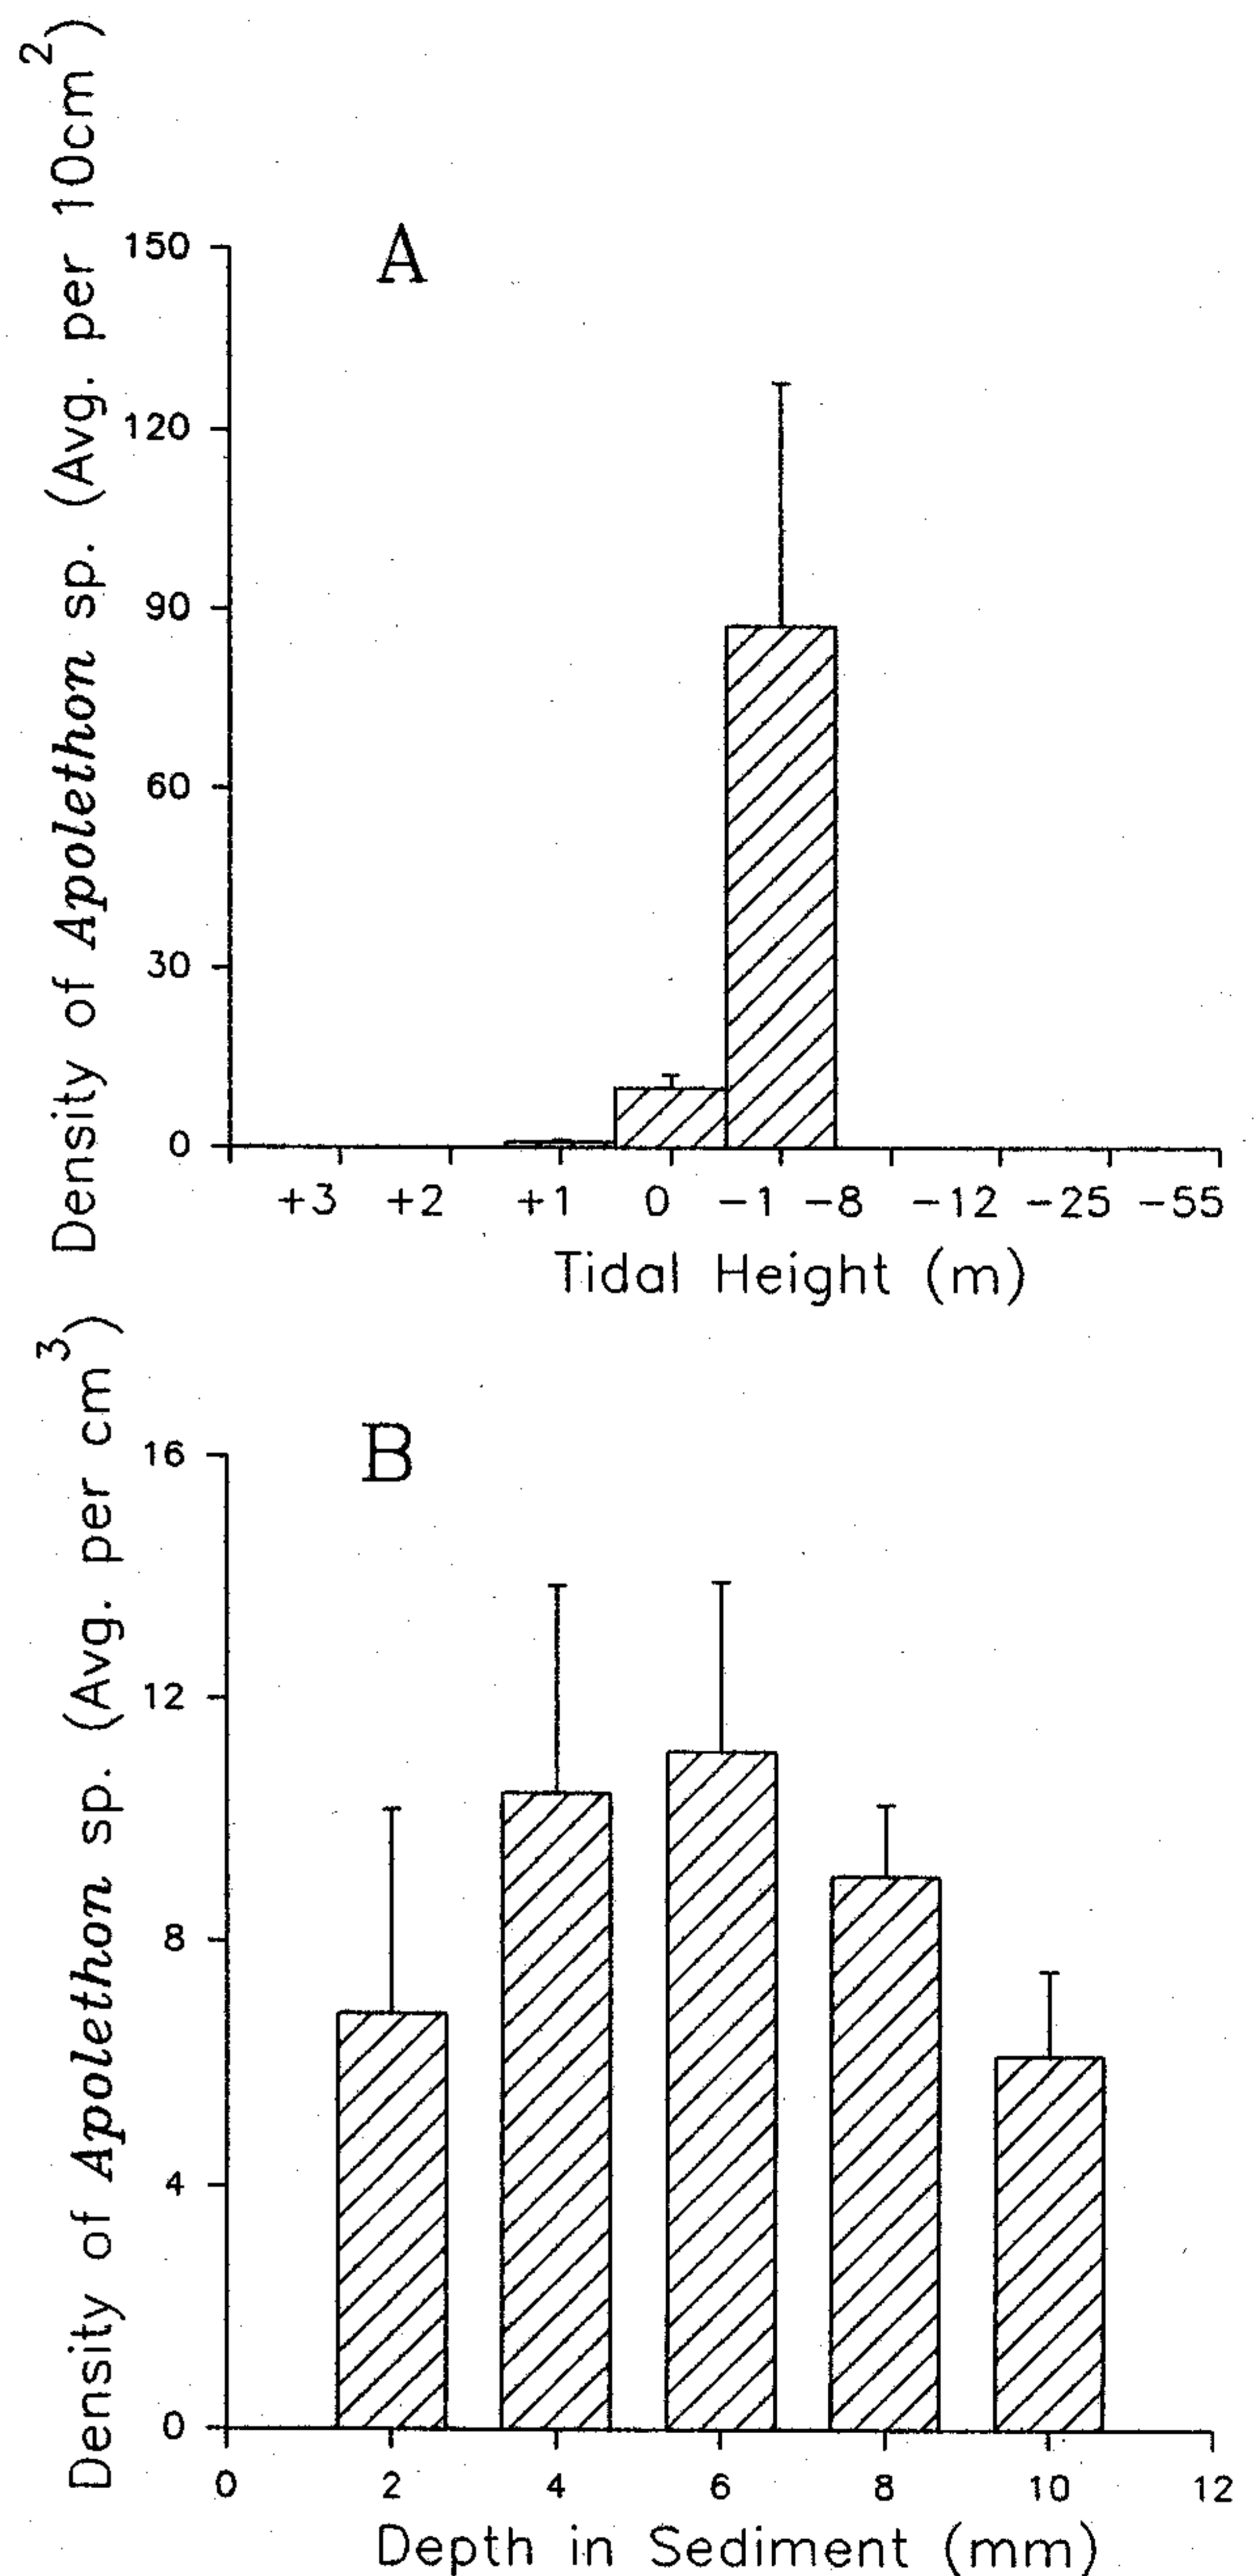 Density of Apolethon sp. (Avg. per 10cm²)
A
150
120
90
60
30
0
+3 +2 +1 0 −1 −8 −12 −25 −55
Tidal Height (m)
Density of Apolethon sp. (Avg. per cm³)
B
16
12
8
4
0
0 2 4 6 8 10 12
Depth in Sediment (mm)